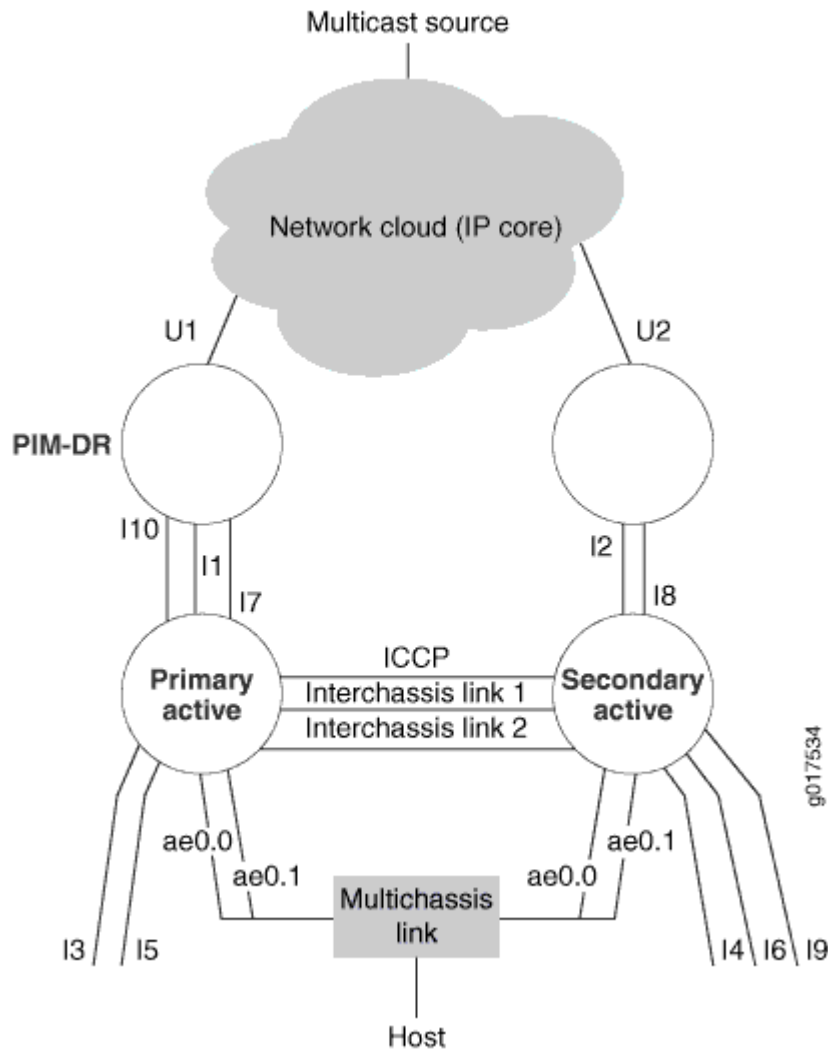 Multicast source
Network cloud (IP core)
U1
U2
PIM-DR
I10
I1
I7
I2
I8
ICCP
Primary
active
Interchassis link 1
Interchassis link 2
Secondary
active
g017534
ae0.0
ae0.1
ae0.0
ae0.1
Multichassis
link
I3
I5
I4
I6
I9
Host